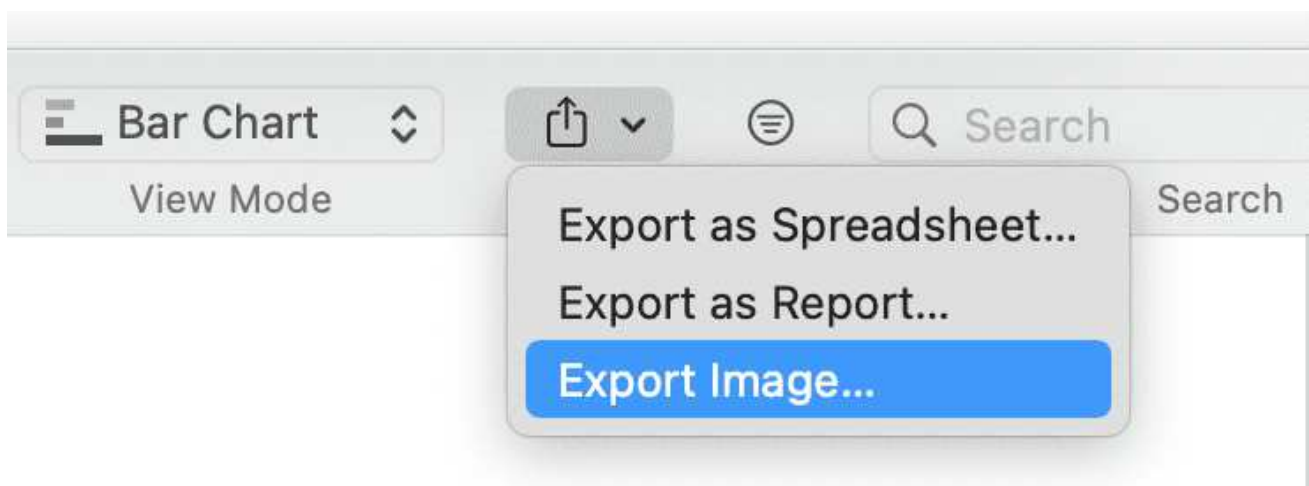 Bar Chart
Search
View Mode
Search
Export as Spreadsheet...
Export as Report...
Export Image...